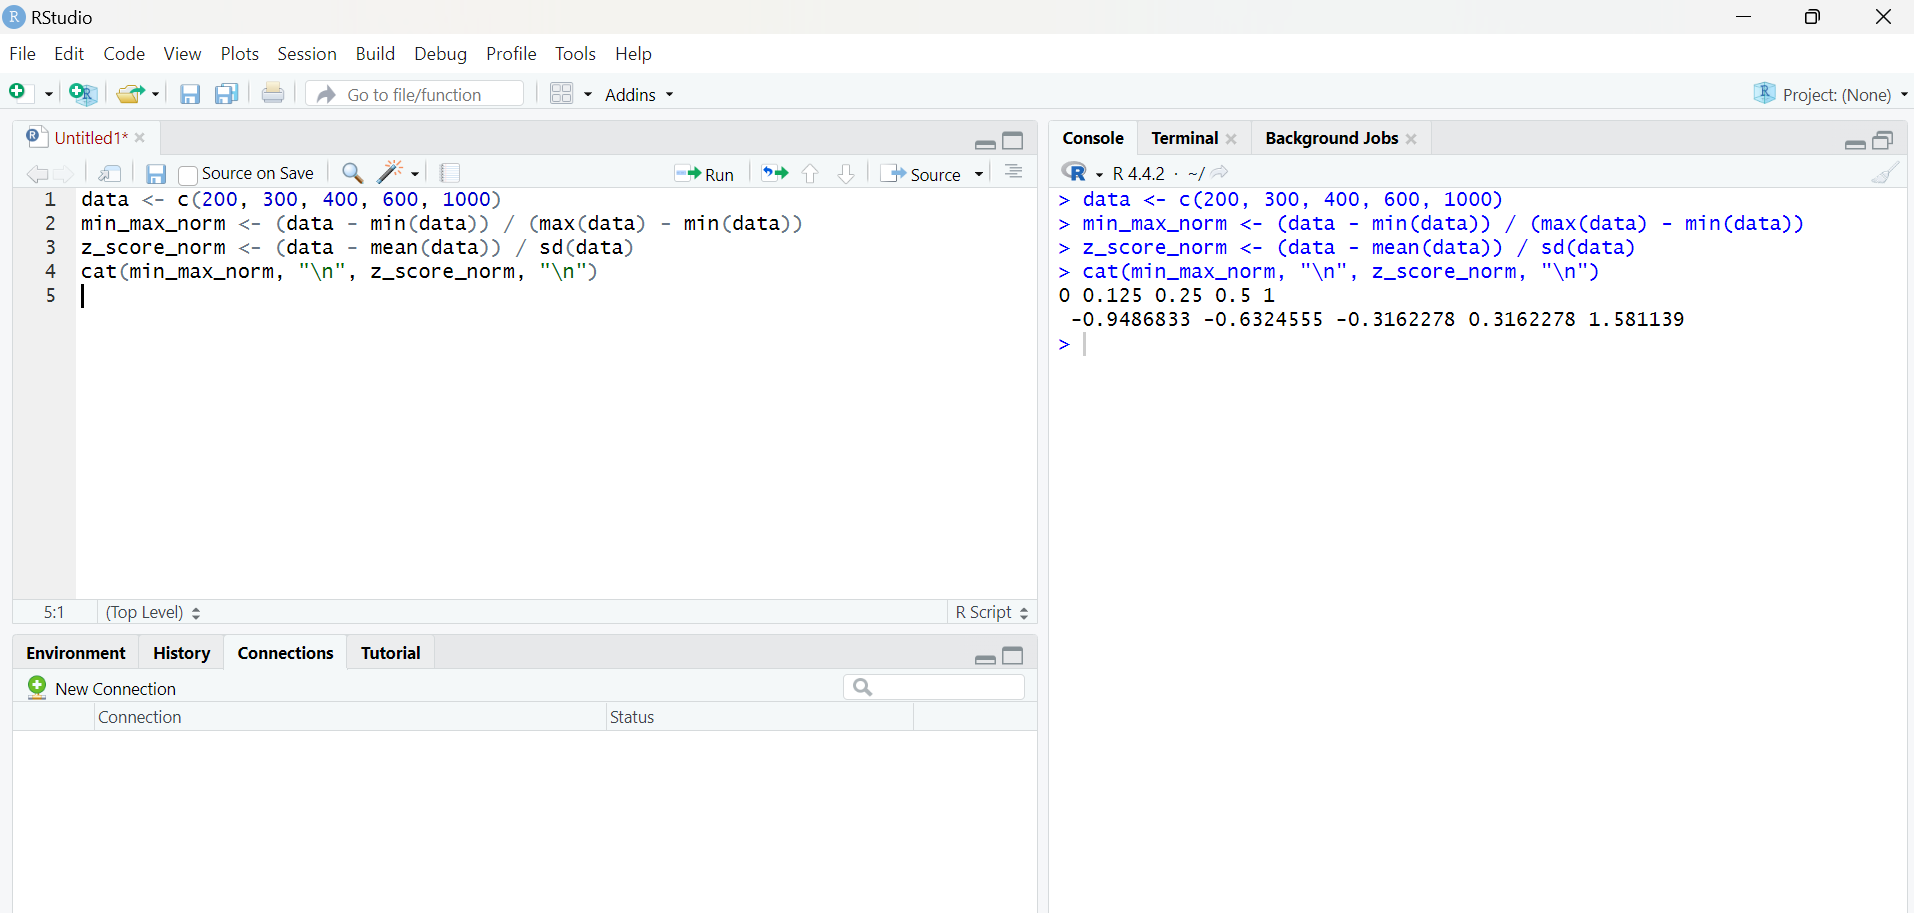 RStudio
File Edit Code View Plots Session Build Debug Profile Tools Help
Go to file/function Addins Project: (None)
Untitled1*
Source on Save Run Source
1 data <- c(200, 300, 400, 600, 1000)
2 min_max_norm <- (data - min(data)) / (max(data) - min(data))
3 z_score_norm <- (data - mean(data)) / sd(data)
4 cat(min_max_norm, "\n", z_score_norm, "\n")
5
5:1 (Top Level) R Script
Environment History Connections Tutorial
New Connection
Connection Status
Console Terminal Background Jobs
R 4.4.2 · ~/
> data <- c(200, 300, 400, 600, 1000)
> min_max_norm <- (data - min(data)) / (max(data) - min(data))
> z_score_norm <- (data - mean(data)) / sd(data)
> cat(min_max_norm, "\n", z_score_norm, "\n")
0 0.125 0.25 0.5 1
 -0.9486833 -0.6324555 -0.3162278 0.3162278 1.581139
>